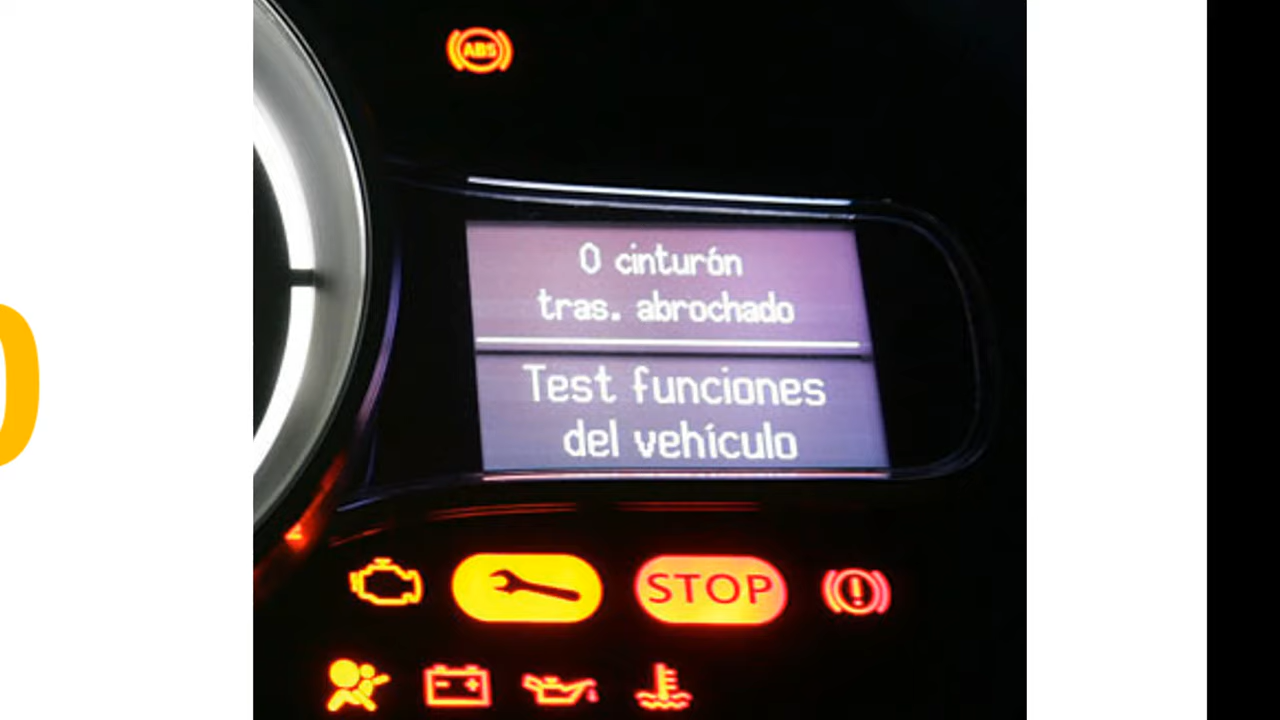 ABS
0 cinturón
tras. abrochado
Test funciones
del vehículo
STOP